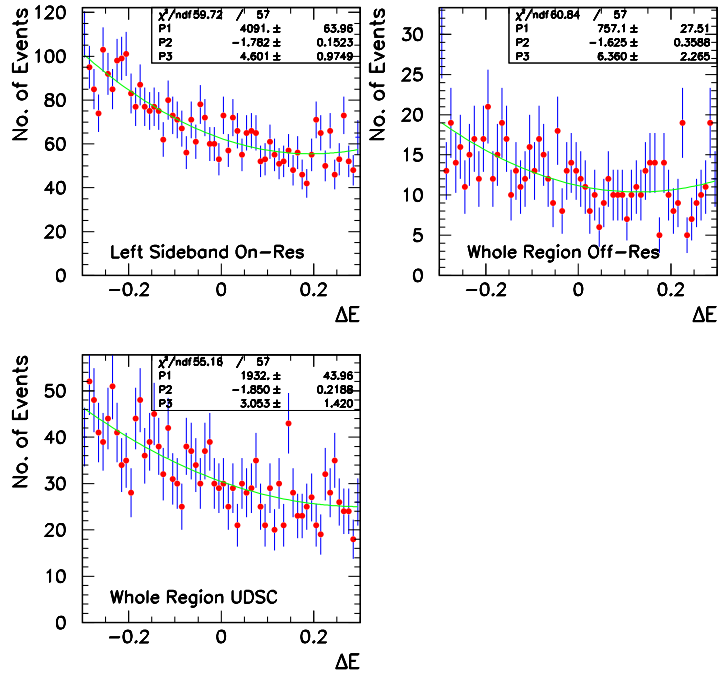 No. of Events
120
100
80
60
40
20
0
χ²/ndf 59.72 / 57
P1 4091. ± 63.96
P2 -1.782 ± 0.1523
P3 4.601 ± 0.9749
Left Sideband On-Res
-0.2 0 0.2
ΔE
No. of Events
30
25
20
15
10
5
0
χ²/ndf 60.84 / 57
P1 757.1 ± 27.51
P2 -1.625 ± 0.3588
P3 6.360 ± 2.265
Whole Region Off-Res
-0.2 0 0.2
ΔE
No. of Events
50
40
30
20
10
0
χ²/ndf 55.16 / 57
P1 1932. ± 43.96
P2 -1.850 ± 0.2188
P3 3.053 ± 1.420
Whole Region UDSC
-0.2 0 0.2
ΔE